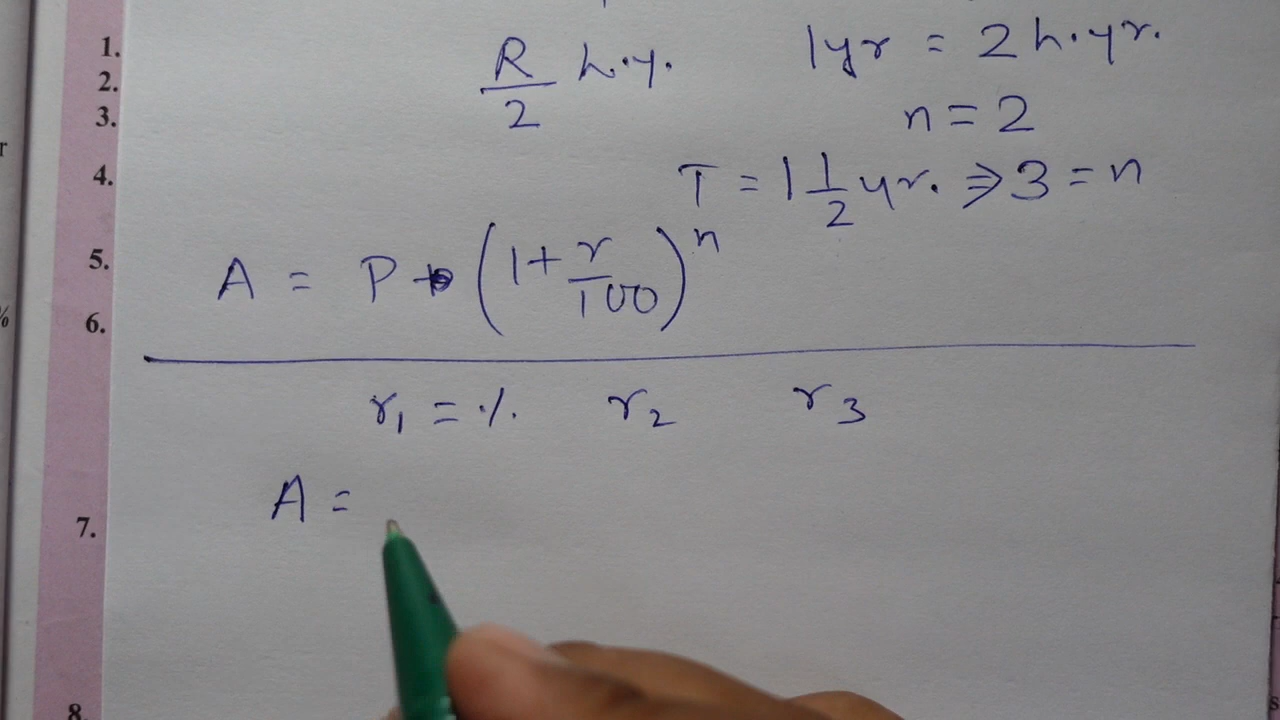 1.
R/2 h.y. 1yr = 2 h.yr.
2.
3. n = 2
4. T = 1 1/2 yr. ⇒ 3 = n
5. A = P (1 + r/100)^n
6.
r₁ = % r₂ r₃
A =
7.
8.
%
r